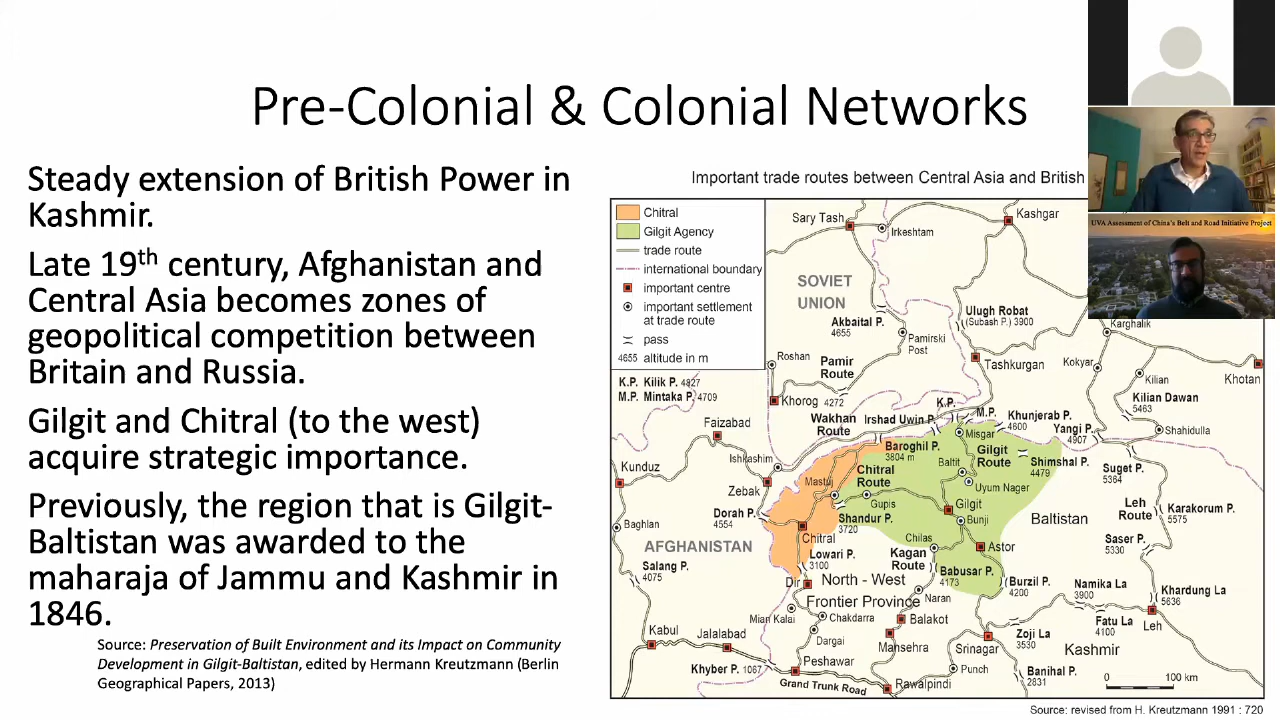 Pre-Colonial & Colonial Networks
Steady extension of British Power in
Kashmir.
Late 19th century, Afghanistan and
Central Asia becomes zones of
geopolitical competition between
Britain and Russia.
Gilgit and Chitral (to the west)
acquire strategic importance.
Previously, the region that is Gilgit-
Baltistan was awarded to the
maharaja of Jammu and Kashmir in
1846.
Source: Preservation of Built Environment and its Impact on Community
Development in Gilgit-Baltistan, edited by Hermann Kreutzmann (Berlin
Geographical Papers, 2013)
Important trade routes between Central Asia and British
Chitral
Gilgit Agency
trade route
international boundary
important centre
important settlement
at trade route
pass
4655 altitude in m
K.P. Kilik P. 4827
M.P. Mintaka P. 4709
Sary Tash
Irkeshtam
Kashgar
SOVIET
UNION
Akbaital P.
4655
Pamirski
Post
Ulugh Robat
(Subash P.) 3900
Roshan
Pamir
Route
Tashkurgan
Karghalik
Kokyar
Kilian
Khotan
Khorog
4272
Kilian Dawan
5463
Wakhan
Route
Irshad Uwin P.
K.P.
M.P.
Khunjerab P.
4600
Yangi P.
4907
Shahidulla
Faizabad
Ishkashim
Baroghil P.
3804 m
Misgar
Gilgit
Route
Shimshal P.
4479
Suget P.
5364
Kunduz
Zebak
Mastuj
Chitral
Route
Baltit
Uyum Nager
Leh
Route
Karakorum P.
5575
Dorah P.
4554
Gupis
Gilgit
Baghlan
Shandur P.
3720
Bunji
Baltistan
AFGHANISTAN
Chitral
Chilas
Saser P.
5330
Astor
Lowari P.
3100
Kagan
Route
Salang P.
4075
Dir
North - West
Frontier Province
Babusar P.
4173
Burzil P.
4200
Namika La
3900
Khardung La
5636
Naran
Mian Kalai
Chakdarra
Balakot
Fatu La
4100
Leh
Kabul
Jalalabad
Dargai
Mansehra
Srinagar
Zoji La
3530
Kashmir
Khyber P. 1067
Peshawar
Punch
Banihal P.
2831
Grand Trunk Road
Rawalpindi
0
100 km
Source: revised from H. Kreutzmann 1991 : 720
UVA Assessment of China's Belt and Road Initiative Project